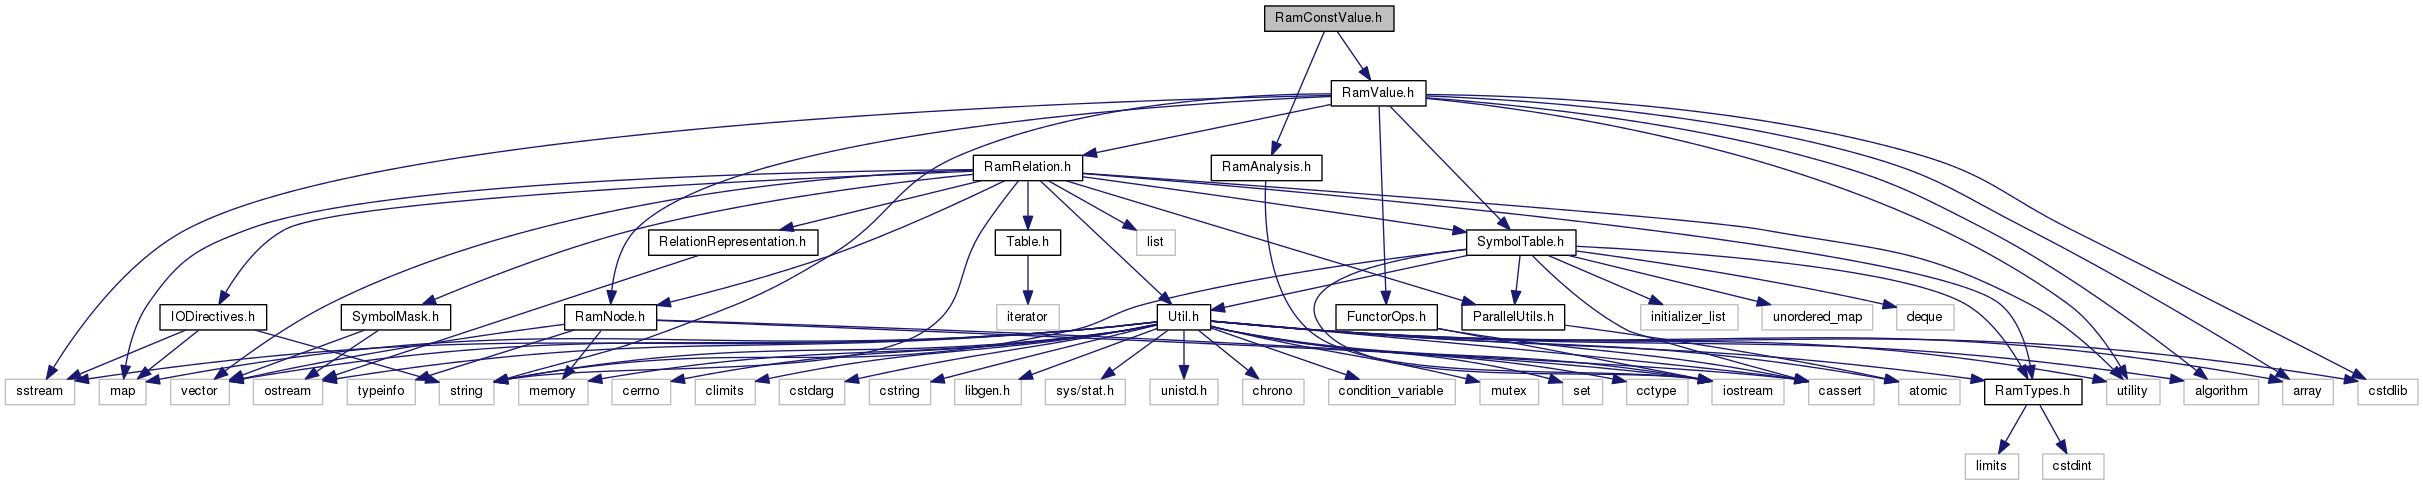 RamConstValue.h
RamValue.h
RamRelation.h
RamAnalysis.h
RelationRepresentation.h
Table.h
list
SymbolTable.h
IODirectives.h
SymbolMask.h
RamNode.h
iterator
Util.h
FunctorOps.h
ParallelUtils.h
initializer_list
unordered_map
deque
sstream
map
vector
ostream
typeinfo
string
memory
cerrno
climits
cstdarg
cstring
libgen.h
sys/stat.h
unistd.h
chrono
condition_variable
mutex
set
cctype
iostream
cassert
atomic
RamTypes.h
utility
algorithm
array
cstdlib
limits
cstdint